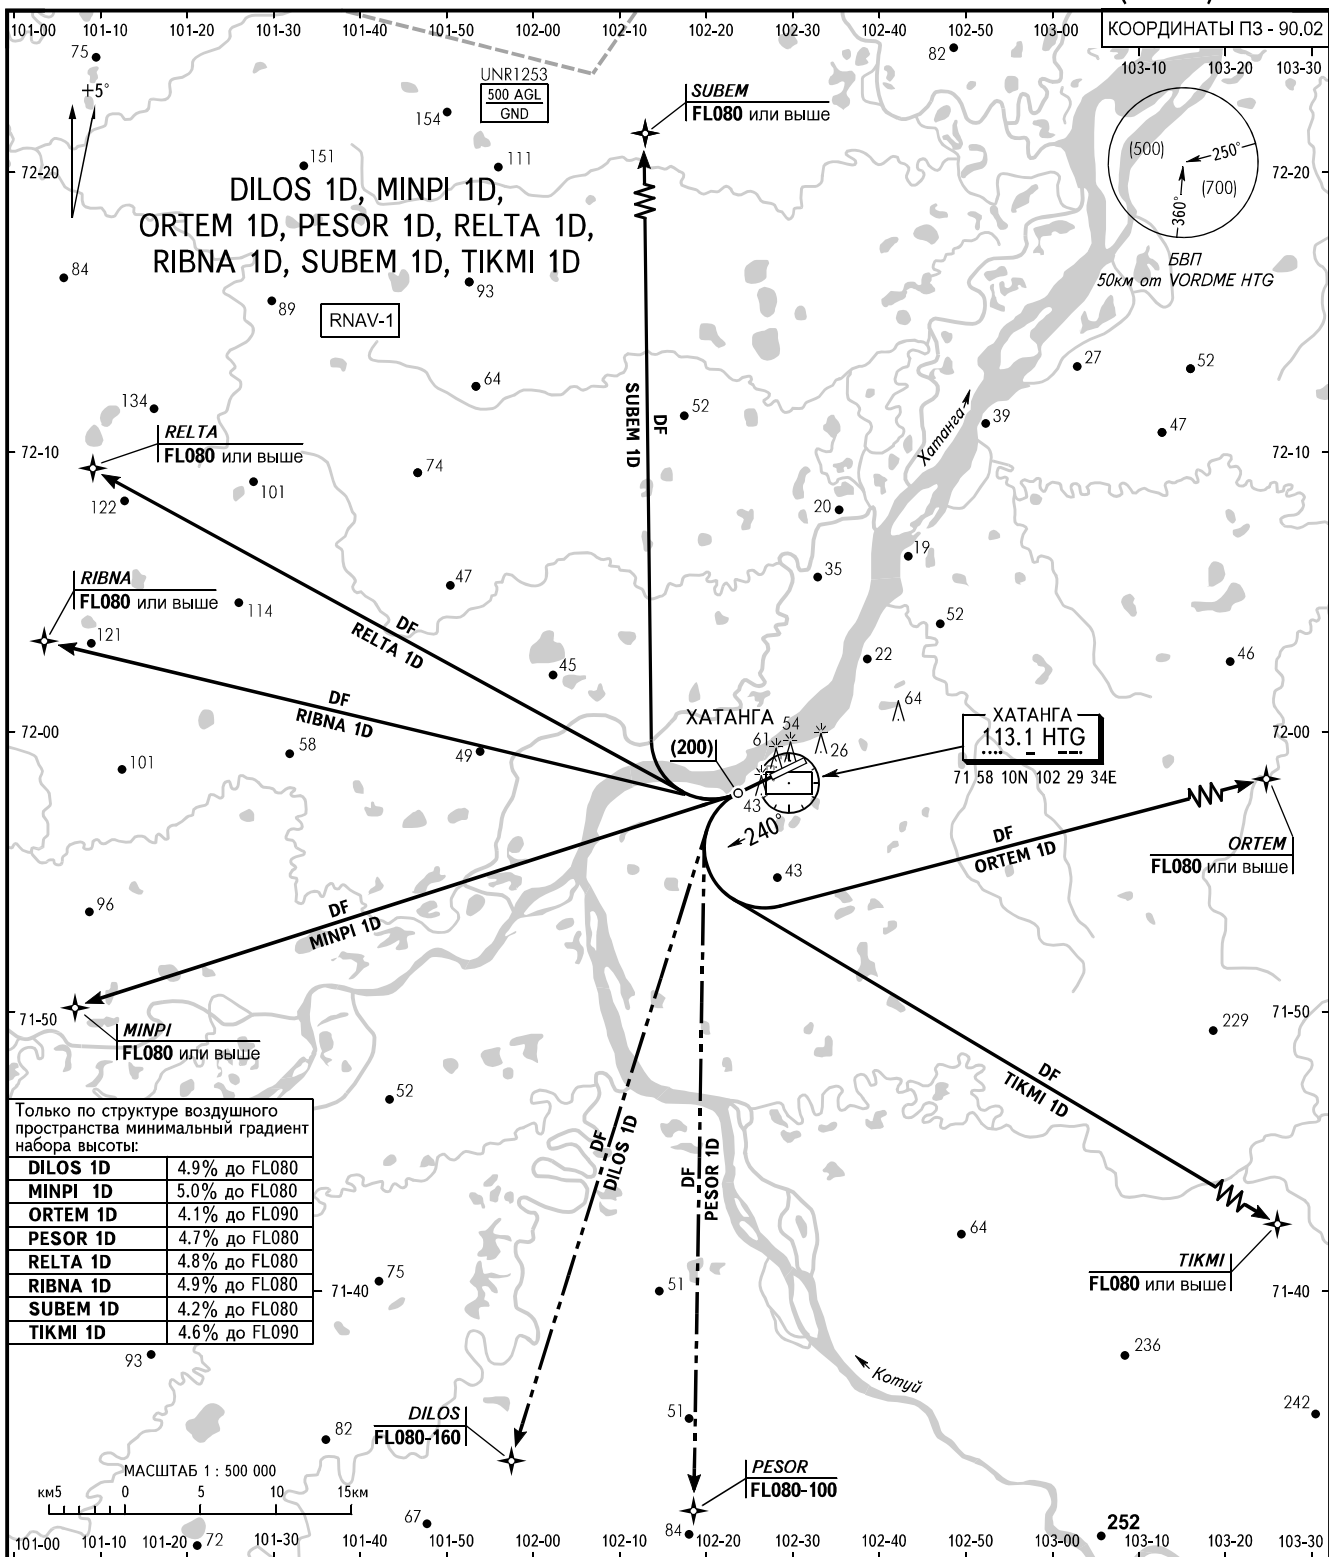 КООРДИНАТЫ ПЗ - 90.02
101-00 101-10 101-30 101-40 101-50 102-00 102-10 102-20 102-30 102-40 102-50 103-00
103-10 103-20 103-30
75
82
+5°
UNR1253
500 AGL
GND
SUBEM
FL080 или выше
154
(500)
250°
(700)
360°
151
111
72-20
72-20
DILOS 1D, MINPI 1D,
ORTEM 1D, PESOR 1D, RELTA 1D,
RIBNA 1D, SUBEM 1D, TIKMI 1D
БВП
50км от VORDME HTG
84
93
89
RNAV-1
27
52
64
134
52
SUBEM 1D
DF
39
47
Хатанга
RELTA
FL080 или выше
72-10
72-10
74
101
122
20
19
35
RIBNA
FL080 или выше
47
114
52
121
DF
RELTA 1D
22
46
45
64
DF
RIBNA 1D
ХАТАНГА
(200)
54
61
26
43
72-00
72-00
ХАТАНГА
113.1 HTG
71 58 10N 102 29 34E
58
49
101
240°
DF
ORTEM 1D
ORTEM
FL080 или выше
43
96
DF
MINPI 1D
71-50
71-50
MINPI
FL080 или выше
229
DF
TIKMI 1D
52
Только по структуре воздушного
пространства минимальный градиент
набора высоты:
DILOS 1D 4.9% до FL080
MINPI 1D 5.0% до FL080
ORTEM 1D 4.1% до FL090
PESOR 1D 4.7% до FL080
RELTA 1D 4.8% до FL080
RIBNA 1D 4.9% до FL080
SUBEM 1D 4.2% до FL080
TIKMI 1D 4.6% до FL090
DF
DILOS 1D
DF
PESOR 1D
64
TIKMI
FL080 или выше
75
71-40
51
71-40
93
236
Котуй
DILOS
FL080-160
51
242
82
МАСШТАБ 1 : 500 000
км5 0 5 10 15км
PESOR
FL080-100
67
84
252
72
101-00 101-10 101-20 101-30 101-40 101-50 102-00 102-10 102-20 102-30 102-40 102-50 103-00 103-10 103-20 103-30